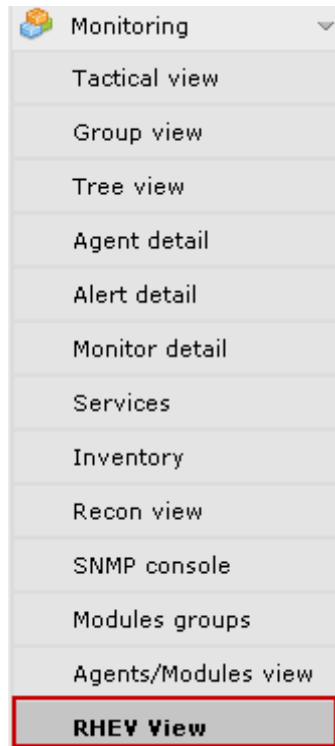 Monitoring
Tactical view
Group view
Tree view
Agent detail
Alert detail
Monitor detail
Services
Inventory
Recon view
SNMP console
Modules groups
Agents/Modules view
RHEV View